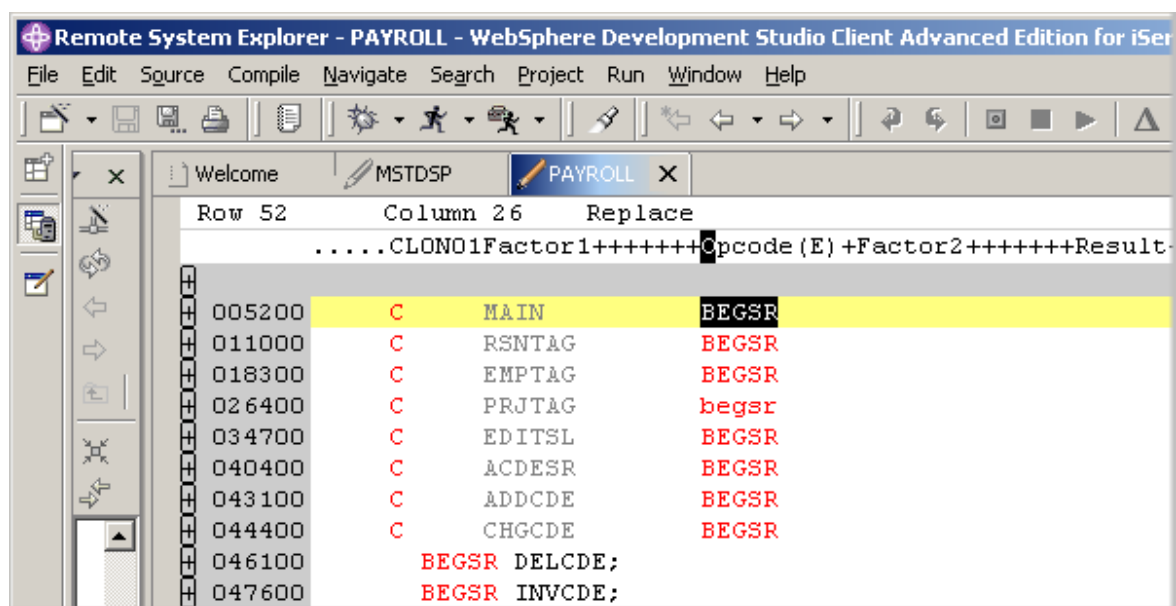 Remote System Explorer - PAYROLL - WebSphere Development Studio Client Advanced Edition for iSer
File Edit Source Compile Navigate Search Project Run Window Help
Welcome MSTDSP PAYROLL
Row 52 Column 26 Replace
.....CL0N01Factor1+++++++Opcode(E)+Factor2+++++++Result
005200 C MAIN BEGSR
011000 C RSNTAG BEGSR
018300 C EMPTAG BEGSR
026400 C PRJTAG begsr
034700 C EDITSL BEGSR
040400 C ACDESR BEGSR
043100 C ADDCDE BEGSR
044400 C CHGCDE BEGSR
046100 BEGSR DELCDE;
047600 BEGSR INVCDE;